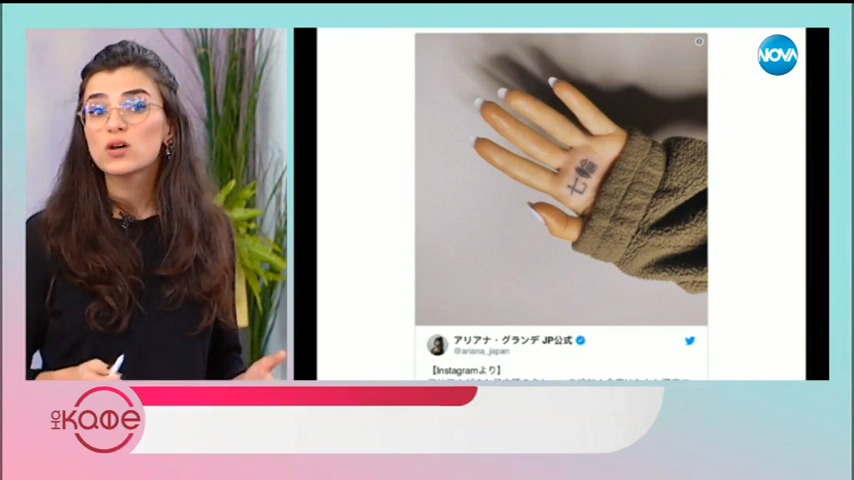 NOVA
七輪
アリアナ・グランデ JP公式
@ariana_japan
【Instagramより】
на
Кафе